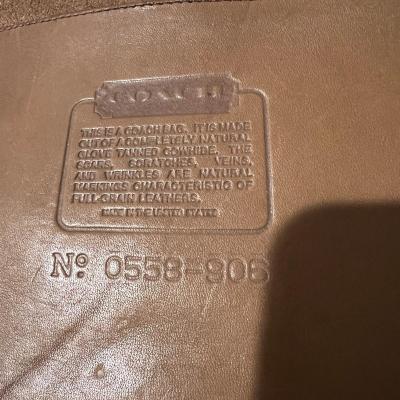 COACH
THIS IS A COACH BAG. IT IS MADE
OUT OF A COMPLETELY NATURAL
GLOVE TANNED COWHIDE. THE
SCARS, SCRATCHES, VEINS,
AND WRINKLES ARE NATURAL
MARKINGS CHARACTERISTIC OF
FULL-GRAIN LEATHERS.
MADE IN THE UNITED STATES
No: 0558-906